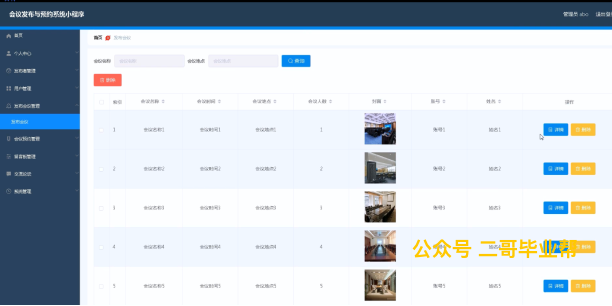 会议发布与预约系统小程序
管理员 abo 退出登录
首页
首页 发布会议
个人中心
发布者管理
用户管理
发布会议管理
发布会议
会议预约管理
留言板管理
交流论坛
系统管理
会议名称 会议名称 会议地点 会议地点 查询
删除
索引 会议名称 会议时间 会议地点 会议人数 封面 账号 姓名 操作
1 会议名称1 会议时间1 会议地点1 1 账号1 姓名1 详情 删除
2 会议名称2 会议时间2 会议地点2 2 账号2 姓名2 详情 删除
3 会议名称3 会议时间3 会议地点3 3 账号3 姓名3 详情 删除
4 会议名称4 会议时间4 会议地点4 4
公众号 二哥毕业帮
5 会议名称5 会议时间5 会议地点5 5 账号5 姓名5 详情 删除